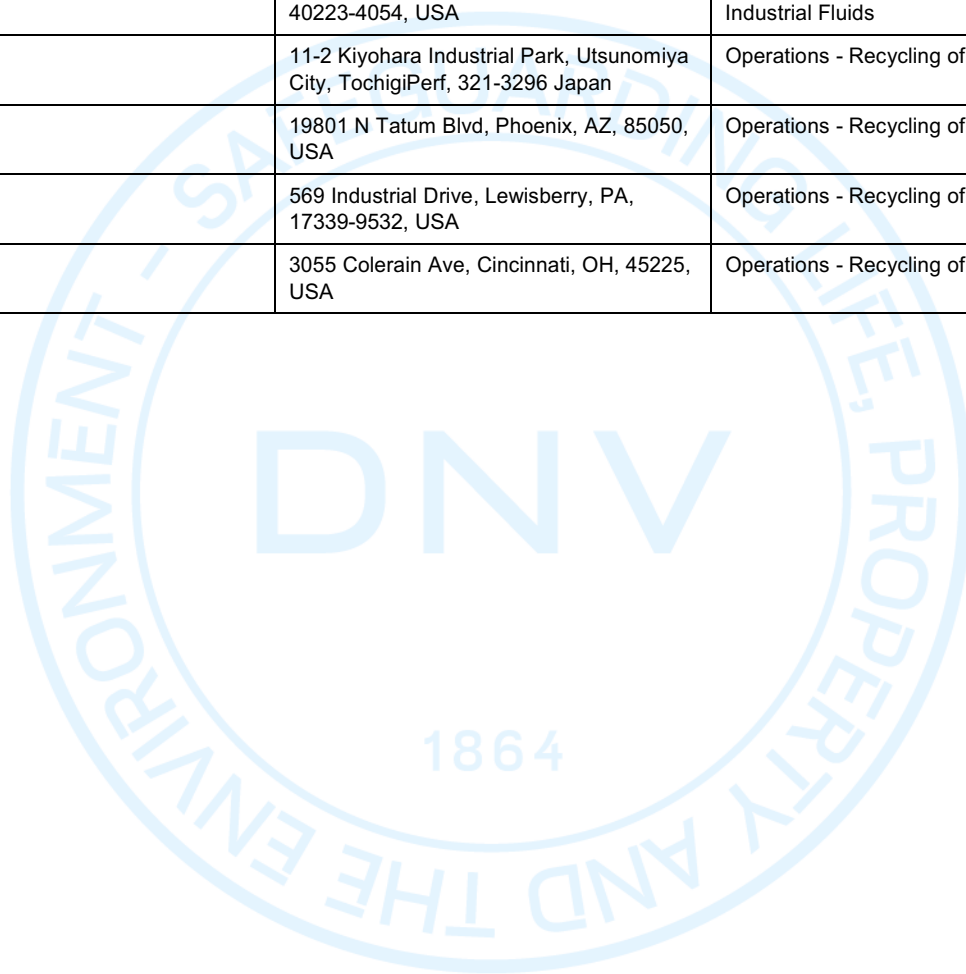 40223-4054, USA
Industrial Fluids
11-2 Kiyohara Industrial Park, Utsunomiya
City, TochigiPerf, 321-3296 Japan
Operations - Recycling of
19801 N Tatum Blvd, Phoenix, AZ, 85050,
USA
Operations - Recycling of
569 Industrial Drive, Lewisberry, PA,
17339-9532, USA
Operations - Recycling of
3055 Colerain Ave, Cincinnati, OH, 45225,
USA
Operations - Recycling of
SAFEGUARDING LIFE, PROPERTY AND THE ENVIRONMENT -
DNV
1864